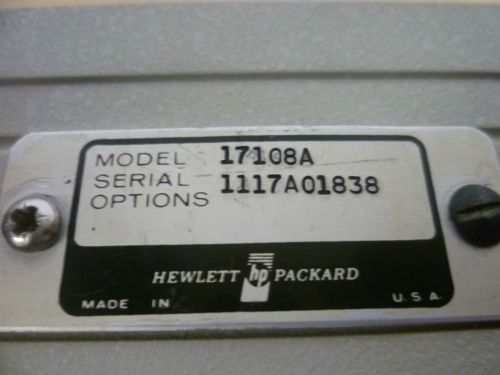 MODEL 17108A
SERIAL 1117A01838
OPTIONS
HEWLETT hp PACKARD
MADE IN U.S.A.